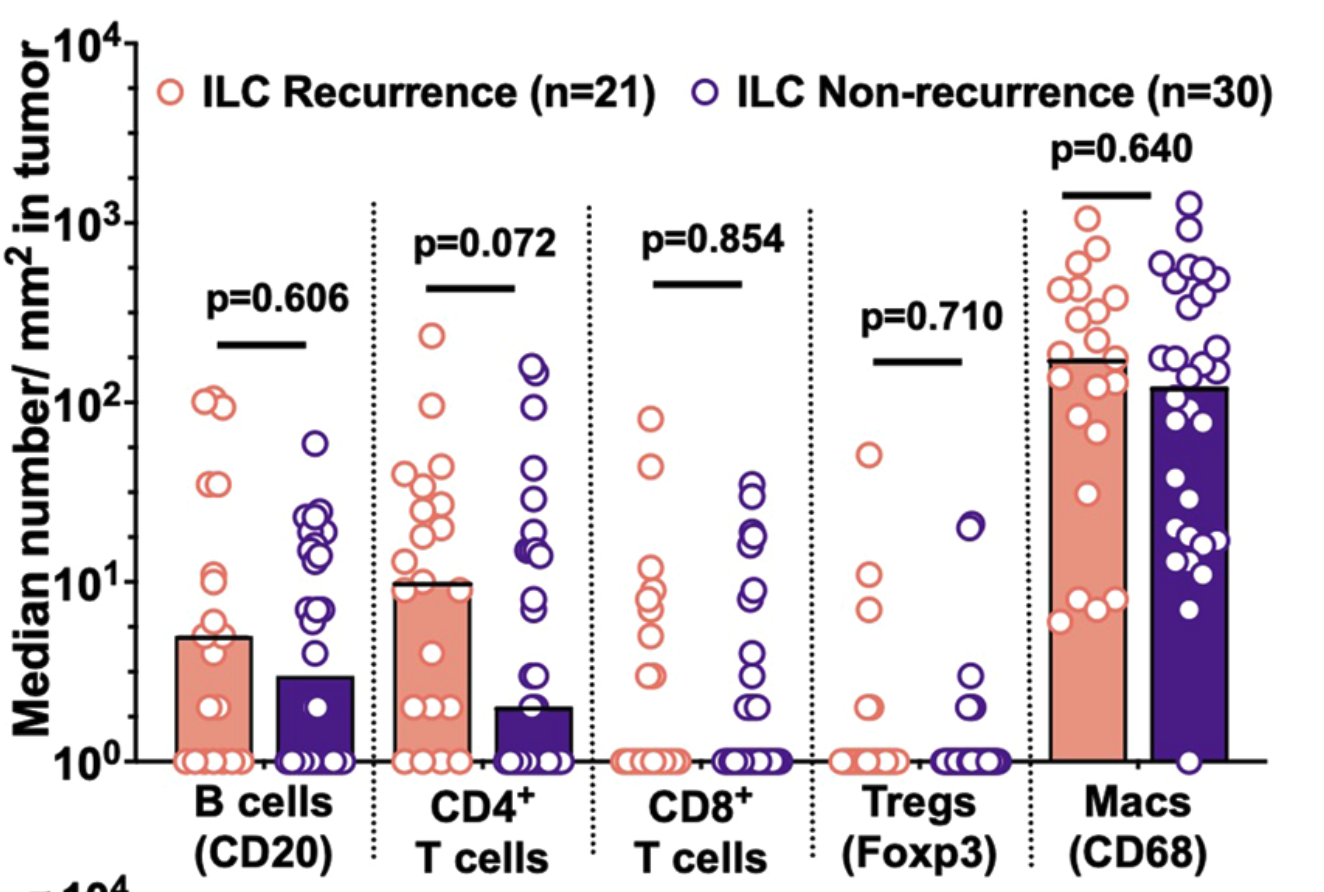 10⁴
ILC Recurrence (n=21)
ILC Non-recurrence (n=30)
Median number/ mm² in tumor
p=0.640
10³
p=0.072
p=0.854
p=0.606
p=0.710
10²
10¹
10⁰
B cells
(CD20)
CD4⁺
T cells
CD8⁺
T cells
Tregs
(Foxp3)
Macs
(CD68)
10⁴